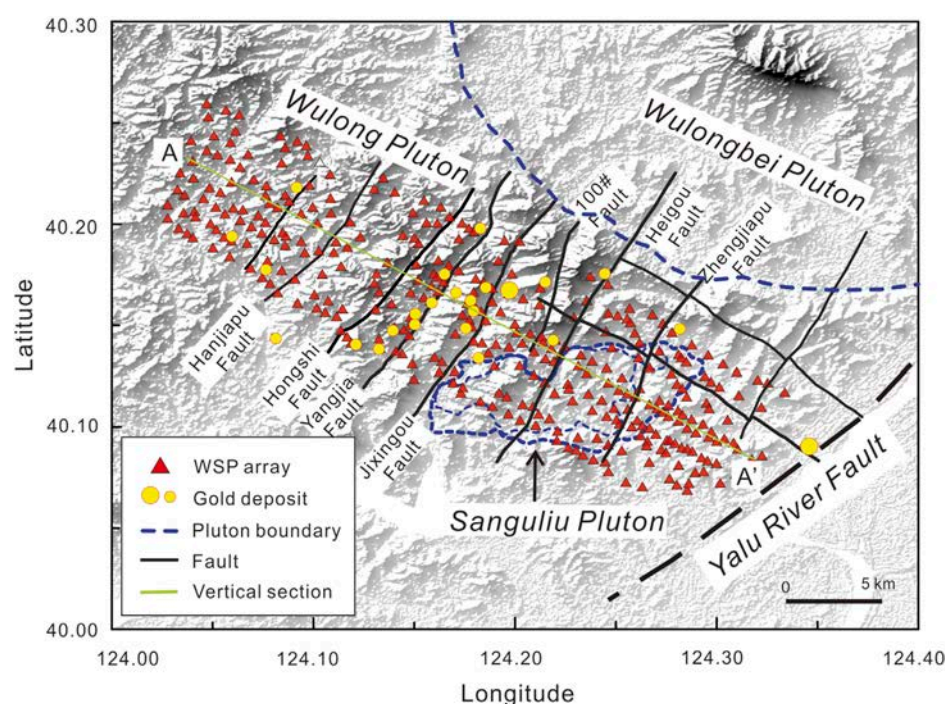 40.30
40.20
40.10
40.00
Latitude
124.00
124.10
124.20
124.30
124.40
Longitude
A
Wulong Pluton
Wulongbei Pluton
100#
Fault
Heigou
Fault
Zhengjiapu
Fault
Hanjiapu
Fault
Hongshi
Fault
Yangjia
Fault
Jixingou
Fault
A'
Sanguliu Pluton
Yalu River Fault
WSP array
Gold deposit
Pluton boundary
Fault
Vertical section
0
5 km